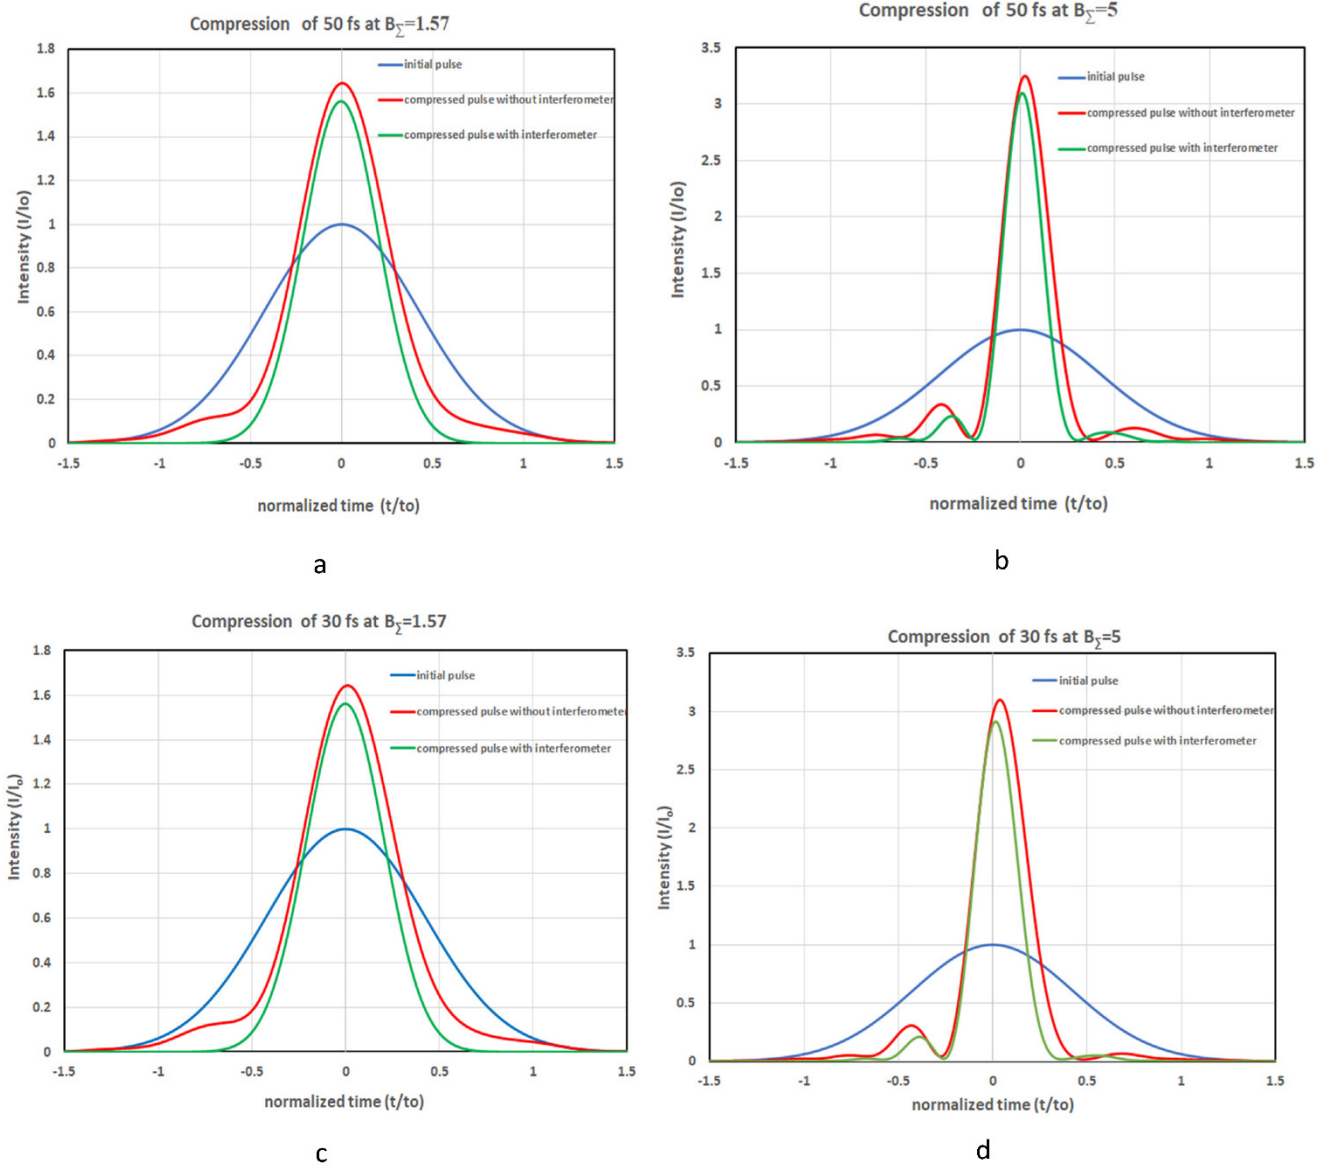 Compression of 50 fs at B∑=1.57
1.8
1.6
1.4
1.2
1
0.8
0.6
0.4
0.2
0
Intensity (I/Io)
initial pulse
compressed pulse without interferometer
compressed pulse with interferometer
-1.5 -1 -0.5 0 0.5 1 1.5
normalized time (t/to)
a
Compression of 50 fs at B∑=5
3.5
3
2.5
2
1.5
1
0.5
0
Intensity (I/Io)
initial pulse
compressed pulse without interferometer
compressed pulse with interferometer
-1.5 -1 -0.5 0 0.5 1 1.5
normalized time (t/to)
b
Compression of 30 fs at B∑=1.57
1.8
1.6
1.4
1.2
1
0.8
0.6
0.4
0.2
0
Intensity (I/Io)
initial pulse
compressed pulse without interferometer
compressed pulse with interferometer
-1.5 -1 -0.5 0 0.5 1 1.5
normalized time (t/to)
c
Compression of 30 fs at B∑=5
3.5
3
2.5
2
1.5
1
0.5
0
Intensity (I/Io)
initial pulse
compressed pulse without interferometer
compressed pulse with interferometer
-1.5 -1 -0.5 0 0.5 1 1.5
normalized time (t/to)
d